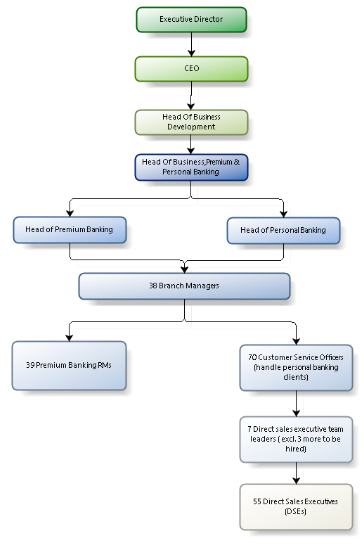 Executive Director
CEO
Head Of Business
Development
Head Of Business,Premium &
Personal Banking
Head of Premium Banking
Head of Personal Banking
38 Branch Managers
39 Premium Banking RMs
70 Customer Service Officers
(handle personal banking
clients)
7 Direct sales executive team
leaders ( excl. 3 more to be
hired)
55 Direct Sales Executives
(DSEs)